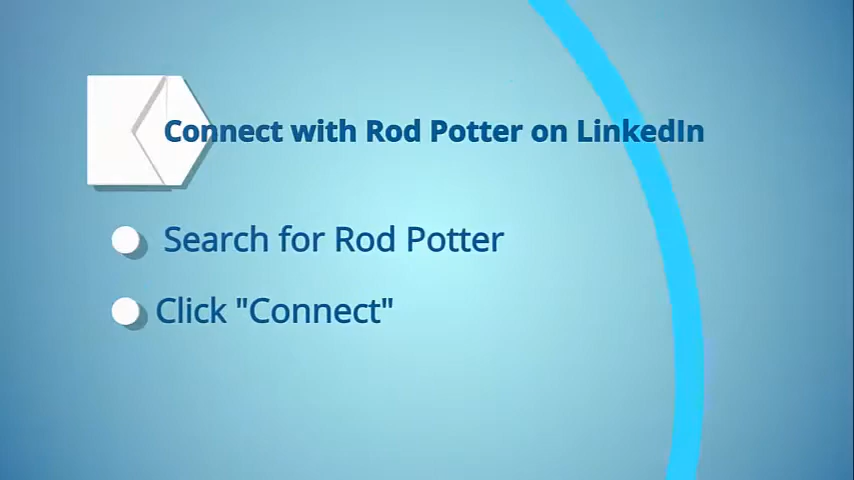 Connect with Rod Potter on LinkedIn
Search for Rod Potter
Click "Connect"